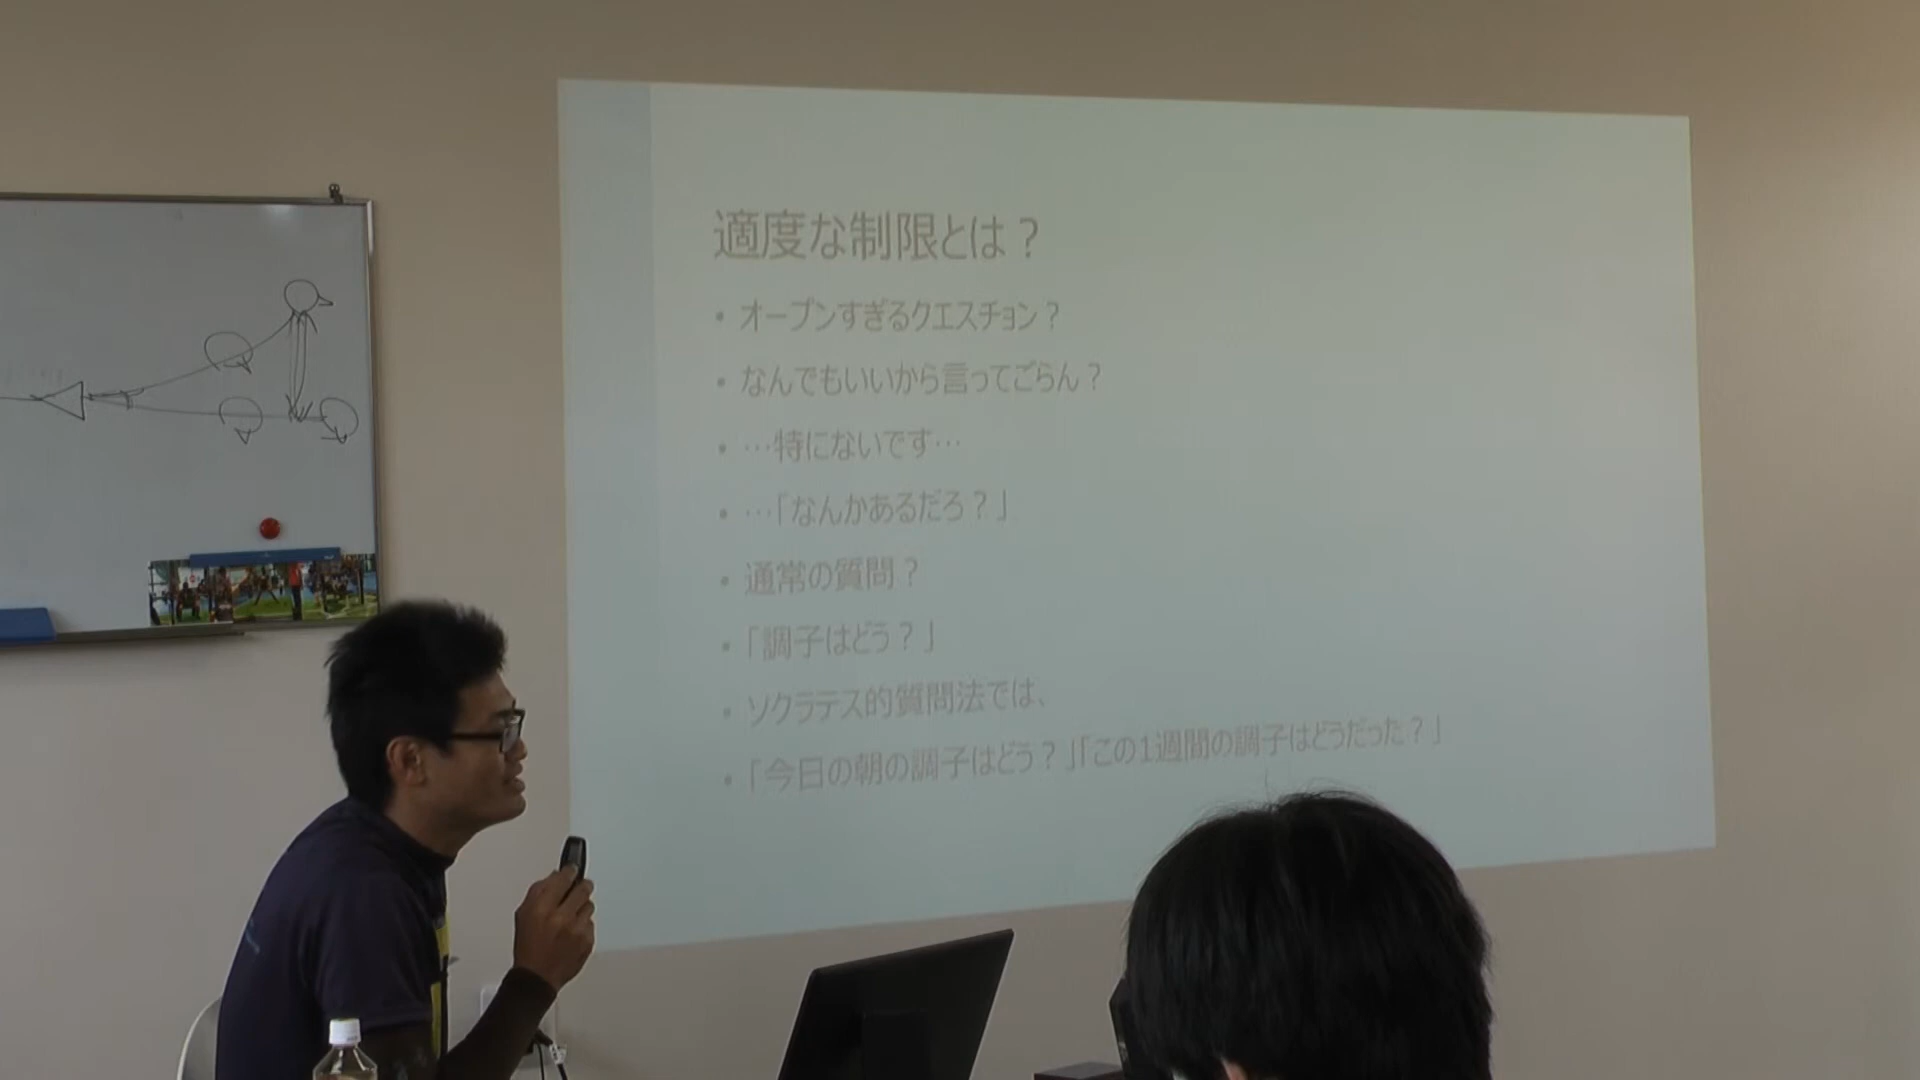 適度な制限とは？
• オープンすぎるクエスチョン？
• なんでもいいから言ってごらん？
• …特にないです…
• …「なんかあるだろ？」
• 通常の質問？
• 「調子はどう？」
• ソクラテス的質問法では、
• 「今日の朝の調子はどう？」「この1週間の調子はどうだった？」